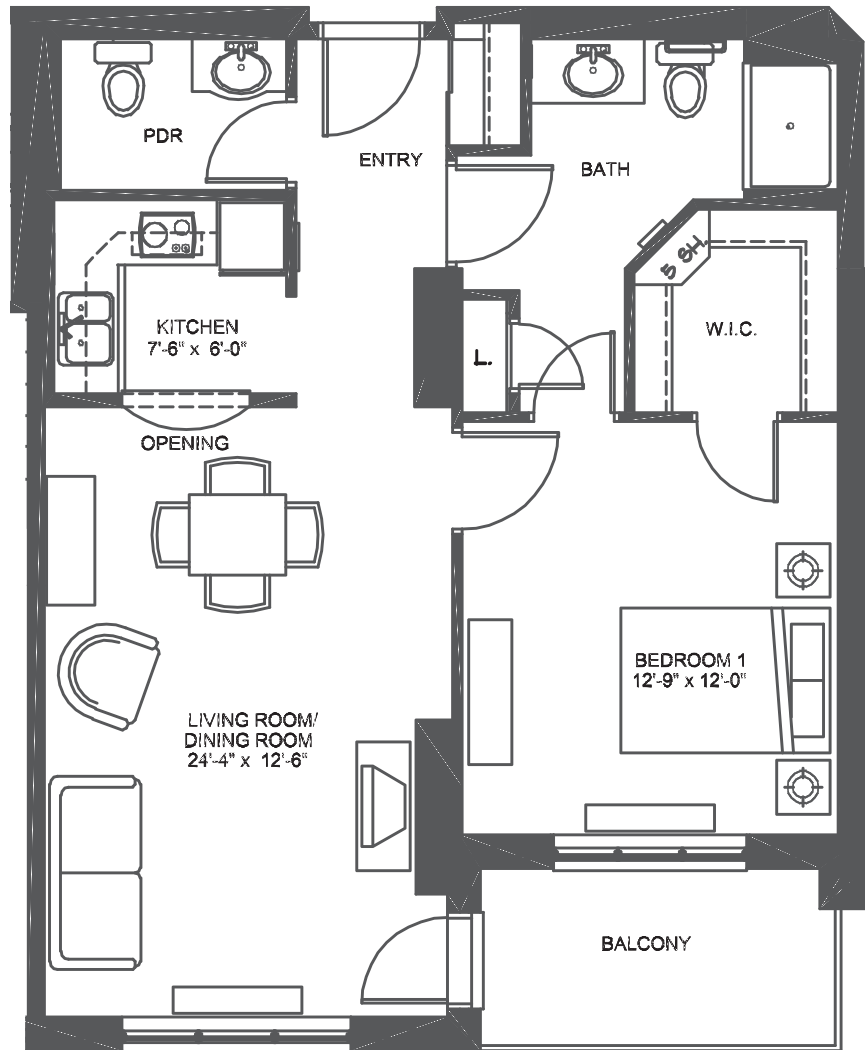 PDR
ENTRY
BATH
5 SH.
KITCHEN
7'-6" x 6'-0"
W.I.C.
L.
OPENING
BEDROOM 1
12'-9" x 12'-0"
LIVING ROOM/
DINING ROOM
24'-4" x 12'-6"
BALCONY